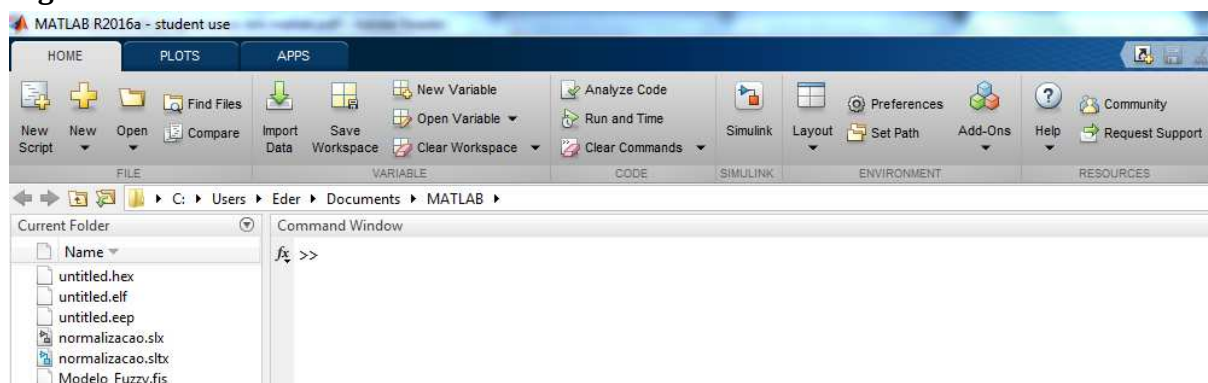 MATLAB R2016a - student use
HOME PLOTS APPS
New Script New Open Find Files Compare Import Data Save Workspace New Variable Open Variable Clear Workspace Analyze Code Run and Time Clear Commands Simulink Layout Preferences Set Path Add-Ons Help Community Request Support
FILE VARIABLE CODE SIMULINK ENVIRONMENT RESOURCES
C: Users Eder Documents MATLAB
Current Folder Command Window
Name fx >>
untitled.hex
untitled.elf
untitled.eep
normalizacao.slx
normalizacao.sltx
Modelo_Fuzzy.fis